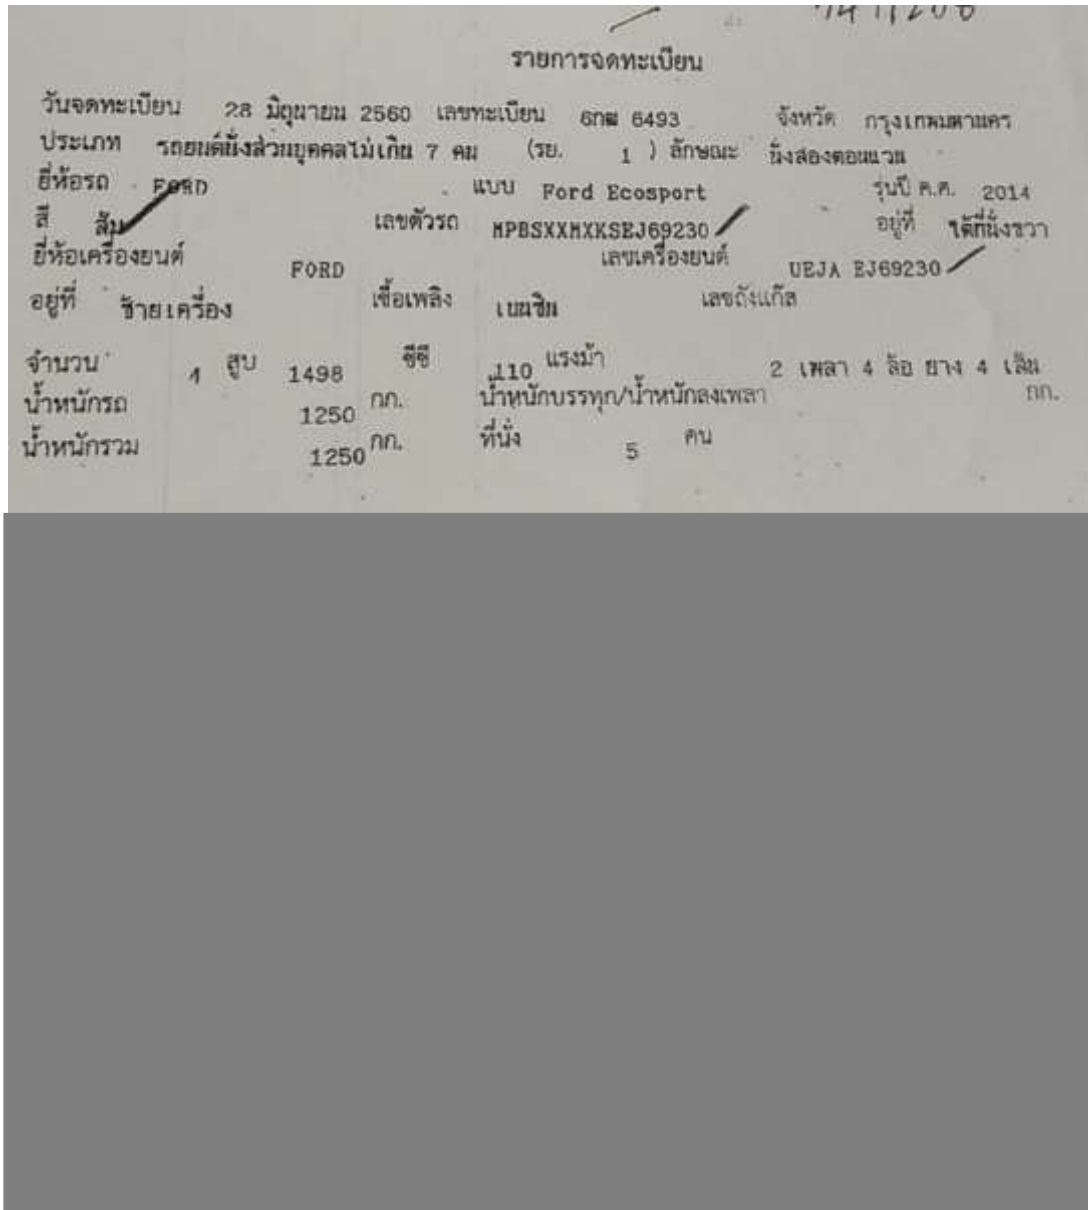 รายการจดทะเบียน
วันจดทะเบียน 28 มิถุนายน 2560 เลขทะเบียน 6กฒ 6493 จังหวัด กรุงเทพมหานคร
ประเภท รถยนต์นั่งส่วนบุคคลไม่เกิน 7 คน (รย. 1 ) ลักษณะ นั่งสองตอนแวน
ยี่ห้อรถ FORD แบบ Ford Ecosport รุ่นปี ค.ศ. 2014
สี ส้ม เลขตัวรถ MPBSXXMXKSEJ69230 อยู่ที่ ใต้ที่นั่งขวา
ยี่ห้อเครื่องยนต์ FORD เลขเครื่องยนต์ UEJA EJ69230
อยู่ที่ ซ้ายเครื่อง เชื้อเพลิง เบนซิน เลขถังแก๊ส
จำนวน 4 สูบ 1498 ซีซี 110 แรงม้า 2 เพลา 4 ล้อ ยาง 4 เส้น
น้ำหนักรถ 1250 กก. น้ำหนักบรรทุก/น้ำหนักลงเพลา กก.
น้ำหนักรวม 1250 กก. ที่นั่ง 5 คน